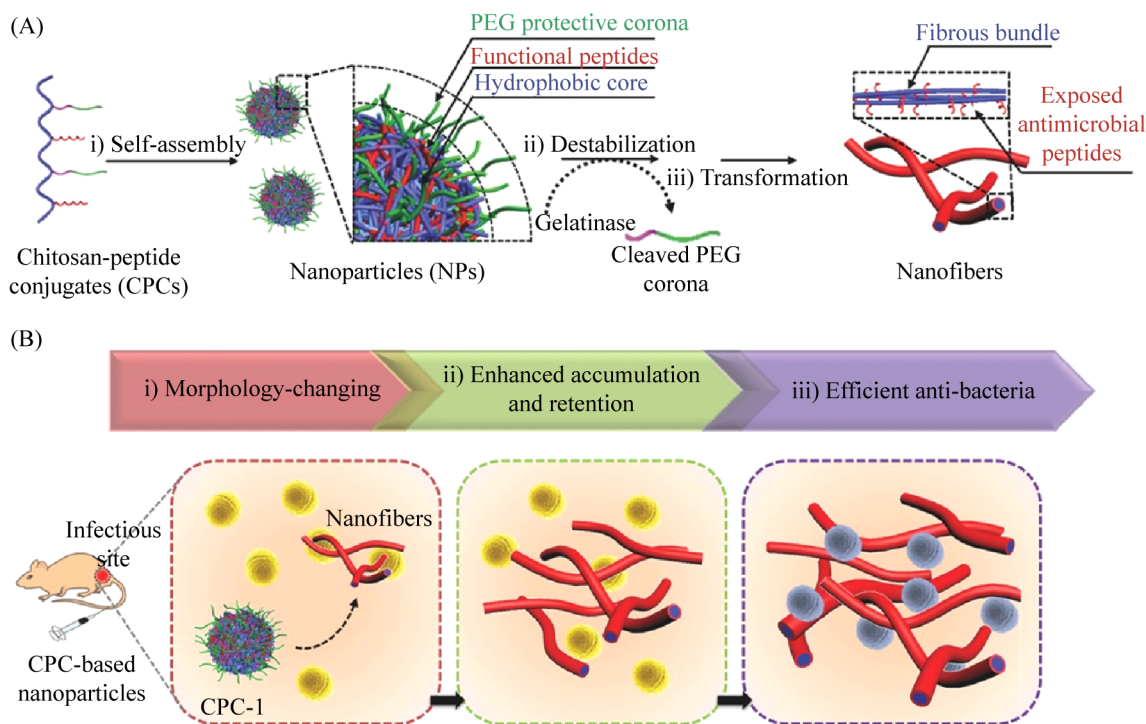 (A)
PEG protective corona
Functional peptides
Hydrophobic core
Fibrous bundle
Exposed
antimicrobial
peptides
i) Self-assembly
ii) Destabilization
iii) Transformation
Gelatinase
Cleaved PEG
corona
Chitosan-peptide
conjugates (CPCs)
Nanoparticles (NPs)
Nanofibers
(B)
i) Morphology-changing
ii) Enhanced accumulation
and retention
iii) Efficient anti-bacteria
Infectious
site
Nanofibers
CPC-based
nanoparticles
CPC-1